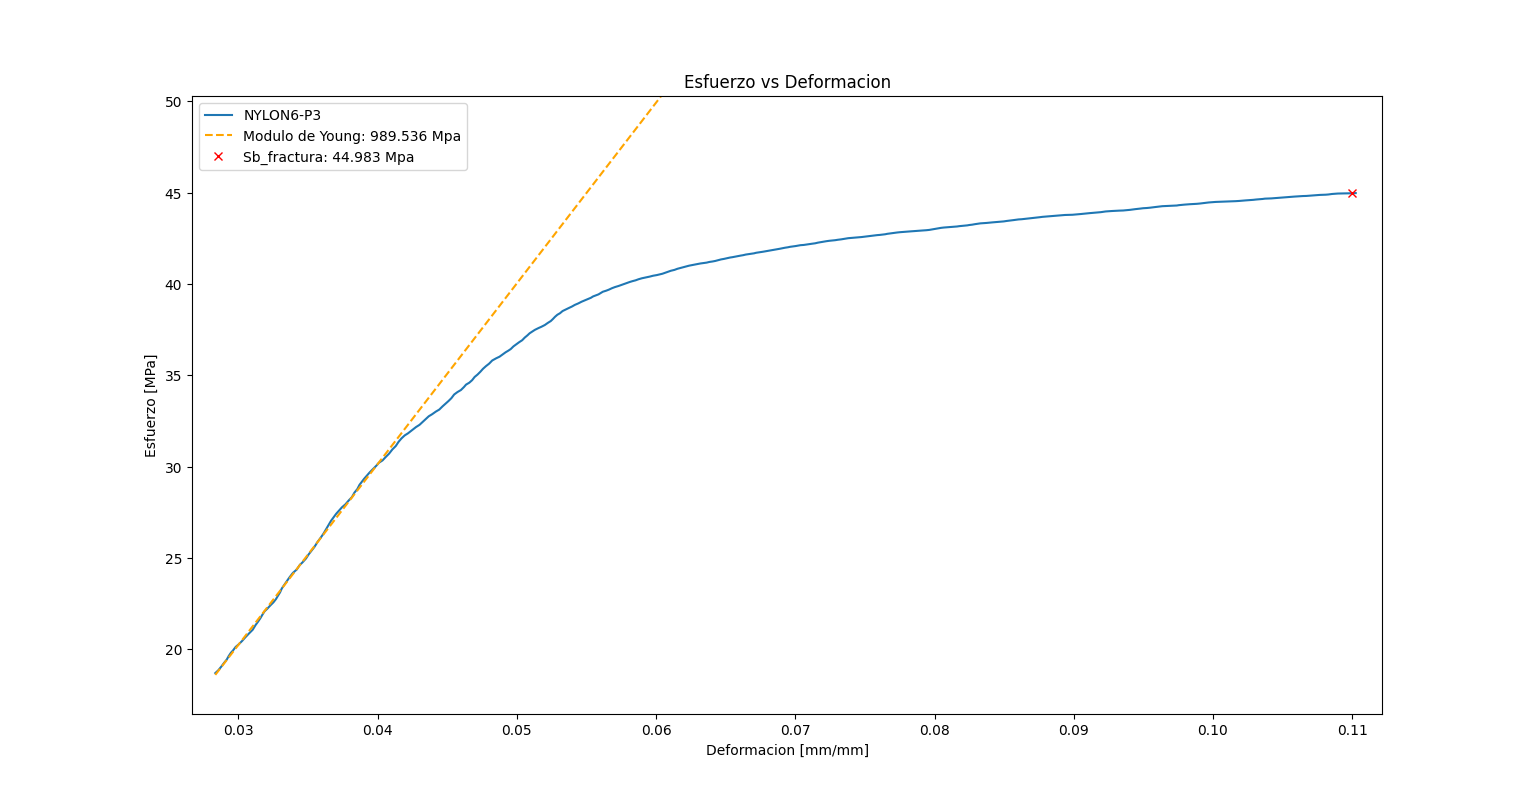 Esfuerzo vs Deformacion
NYLON6-P3
Modulo de Young: 989.536 Mpa
Sb_fractura: 44.983 Mpa
Esfuerzo [MPa]
50
45
40
35
30
25
20
0.03 0.04 0.05 0.06 0.07 0.08 0.09 0.10 0.11
Deformacion [mm/mm]